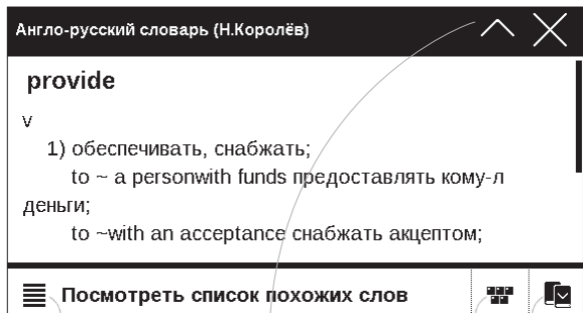 Англо-русский словарь (Н.Королёв)
provide
v
1) обеспечивать, снабжать;
to ~ a personwith funds предоставлять кому-л
деньги;
to ~with an acceptance снабжать акцептом;
Посмотреть список похожих слов